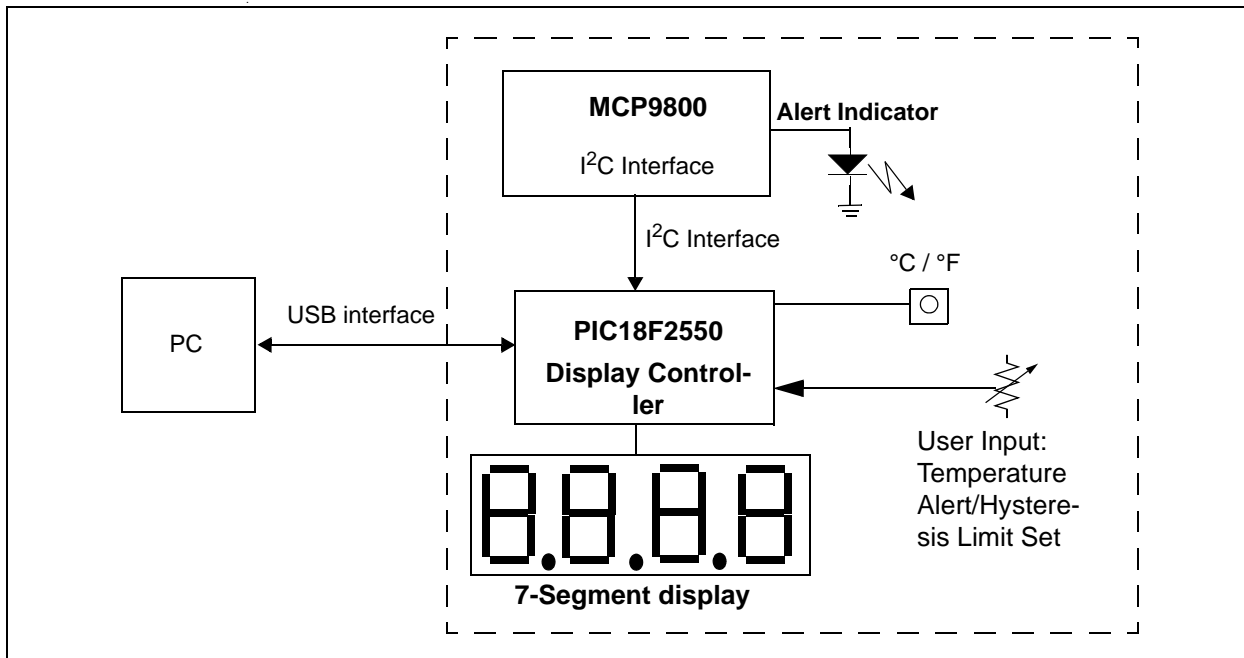 MCP9800
I²C Interface
Alert Indicator
I²C Interface
°C / °F
PC
USB interface
PIC18F2550
Display Control-
ler
User Input:
Temperature
Alert/Hystere-
sis Limit Set
8.8.8.8
7-Segment display